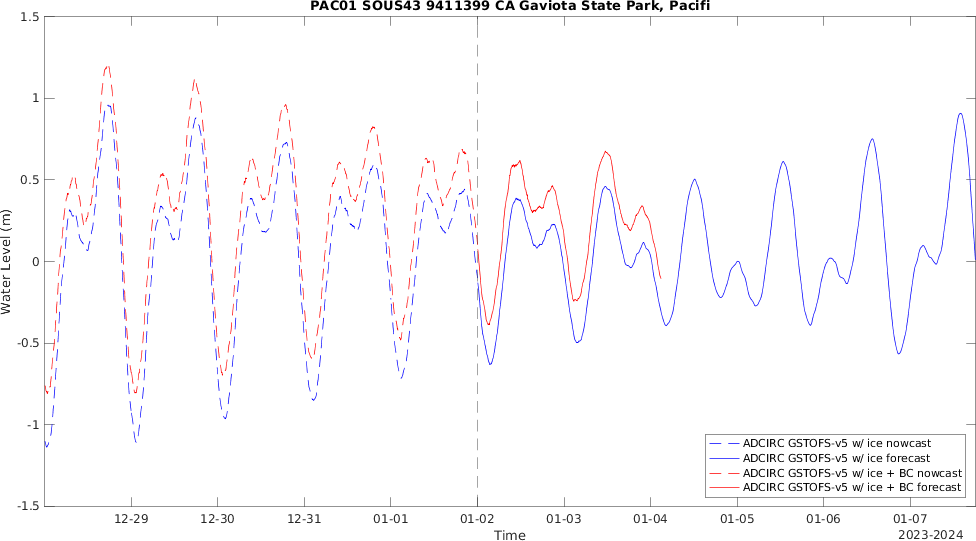 PAC01 SOUS43 9411399 CA Gaviota State Park, Pacifi
1.5
1
0.5
0
-0.5
-1
-1.5
Water Level (m)
12-29
12-30
12-31
01-01
01-02
01-03
01-04
01-05
01-06
01-07
Time
2023-2024
ADCIRC GSTOFS-v5 w/ ice nowcast
ADCIRC GSTOFS-v5 w/ ice forecast
ADCIRC GSTOFS-v5 w/ ice + BC nowcast
ADCIRC GSTOFS-v5 w/ ice + BC forecast